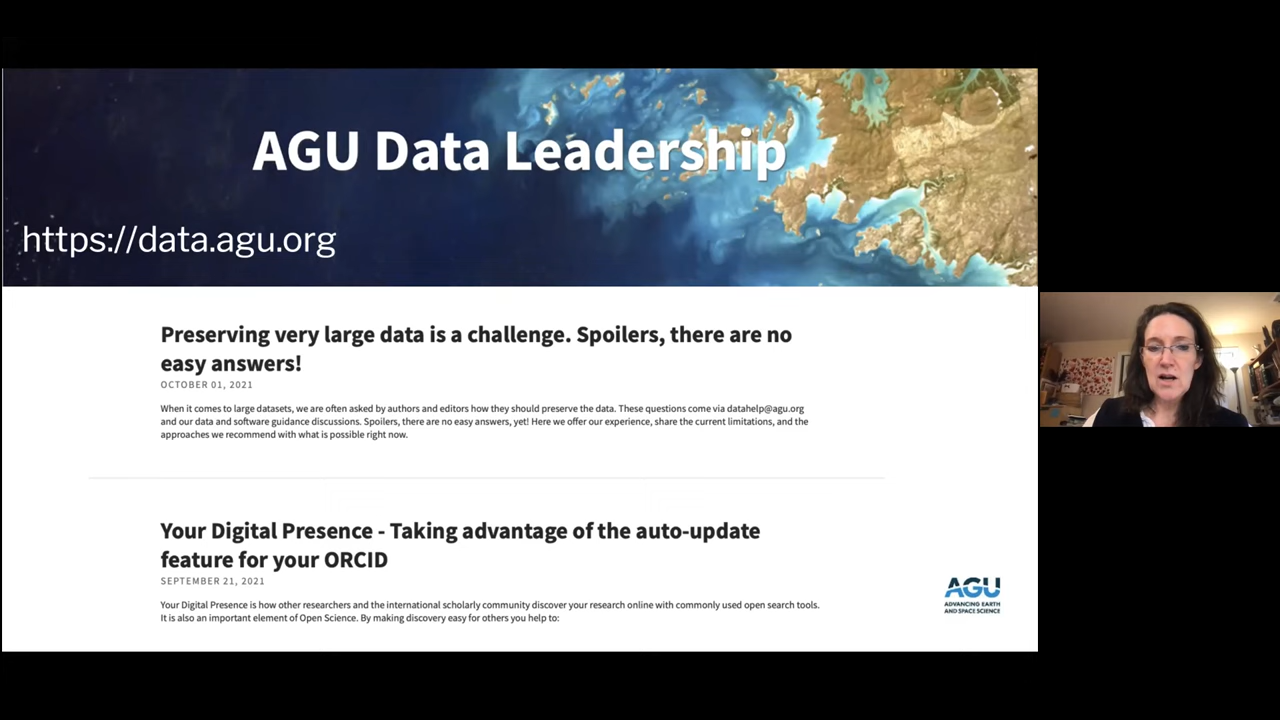 AGU Data Leadership
https://data.agu.org
Preserving very large data is a challenge. Spoilers, there are no
easy answers!
OCTOBER 01, 2021
When it comes to large datasets, we are often asked by authors and editors how they should preserve the data. These questions come via datahelp@agu.org
and our data and software guidance discussions. Spoilers, there are no easy answers, yet! Here we offer our experience, share the current limitations, and the
approaches we recommend with what is possible right now.
Your Digital Presence - Taking advantage of the auto-update
feature for your ORCID
SEPTEMBER 21, 2021
Your Digital Presence is how other researchers and the international scholarly community discover your research online with commonly used open search tools.
It is also an important element of Open Science. By making discovery easy for others you help to:
AGU
ADVANCING EARTH
AND SPACE SCIENCE